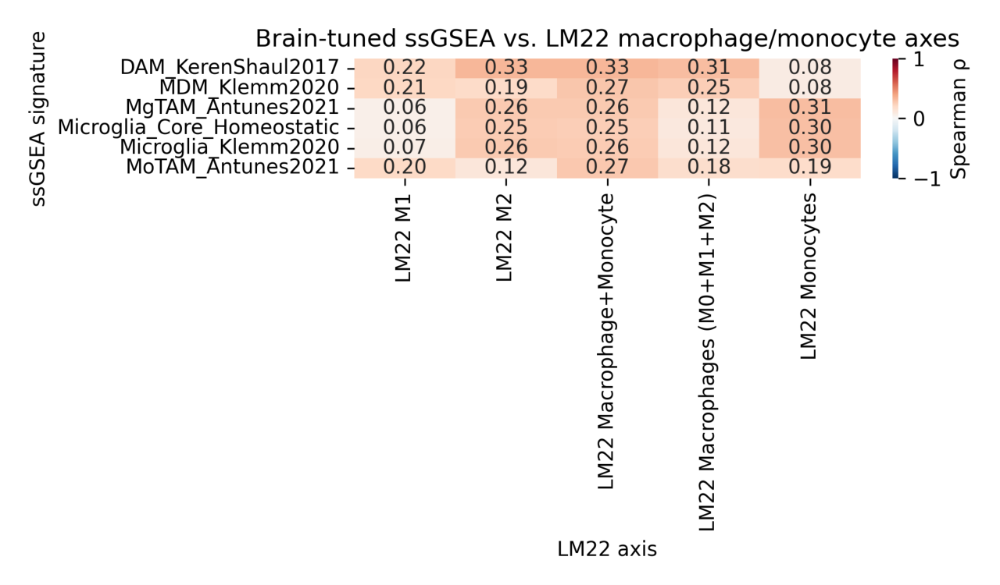 Brain-tuned ssGSEA vs. LM22 macrophage/monocyte axes
ssGSEA signature
DAM_KerenShaul2017 0.22 0.33 0.33 0.31 0.08
MDM_Klemm2020 0.21 0.19 0.27 0.25 0.08
MgTAM_Antunes2021 0.06 0.26 0.26 0.12 0.31
Microglia_Core_Homeostatic 0.06 0.25 0.25 0.11 0.30
Microglia_Klemm2020 0.07 0.26 0.26 0.12 0.30
MoTAM_Antunes2021 0.20 0.12 0.27 0.18 0.19
1
0
−1
Spearman ρ
LM22 M1
LM22 M2
LM22 Macrophage+Monocyte
LM22 Macrophages (M0+M1+M2)
LM22 Monocytes
LM22 axis